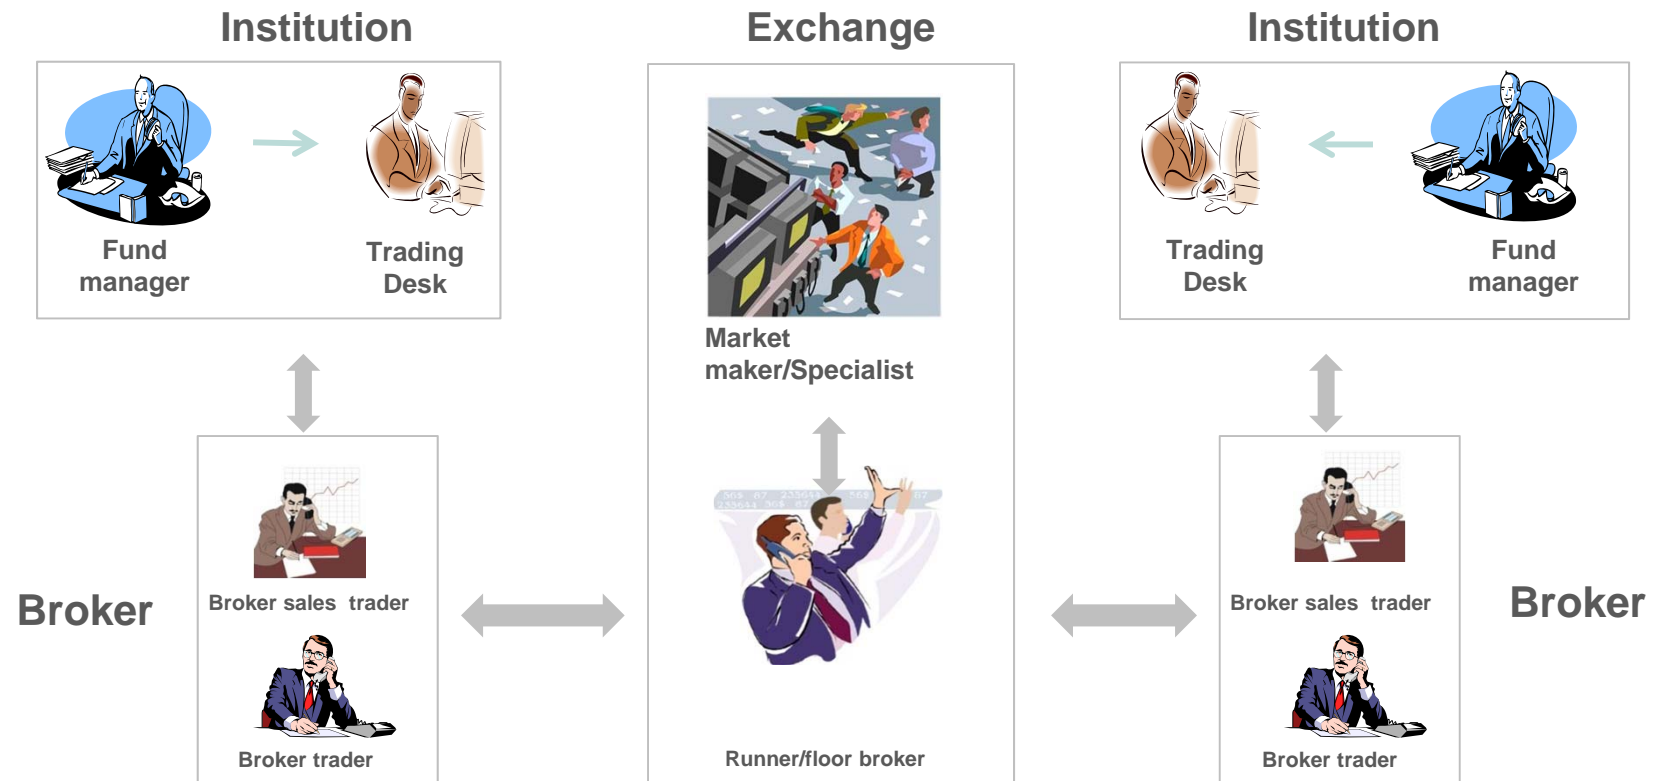 Institution
Exchange
Institution
Fund
manager
Trading
Desk
Market
maker/Specialist
Trading
Desk
Fund
manager
Broker
Broker sales  trader
Broker trader
Runner/floor broker
Broker sales  trader
Broker trader
Broker